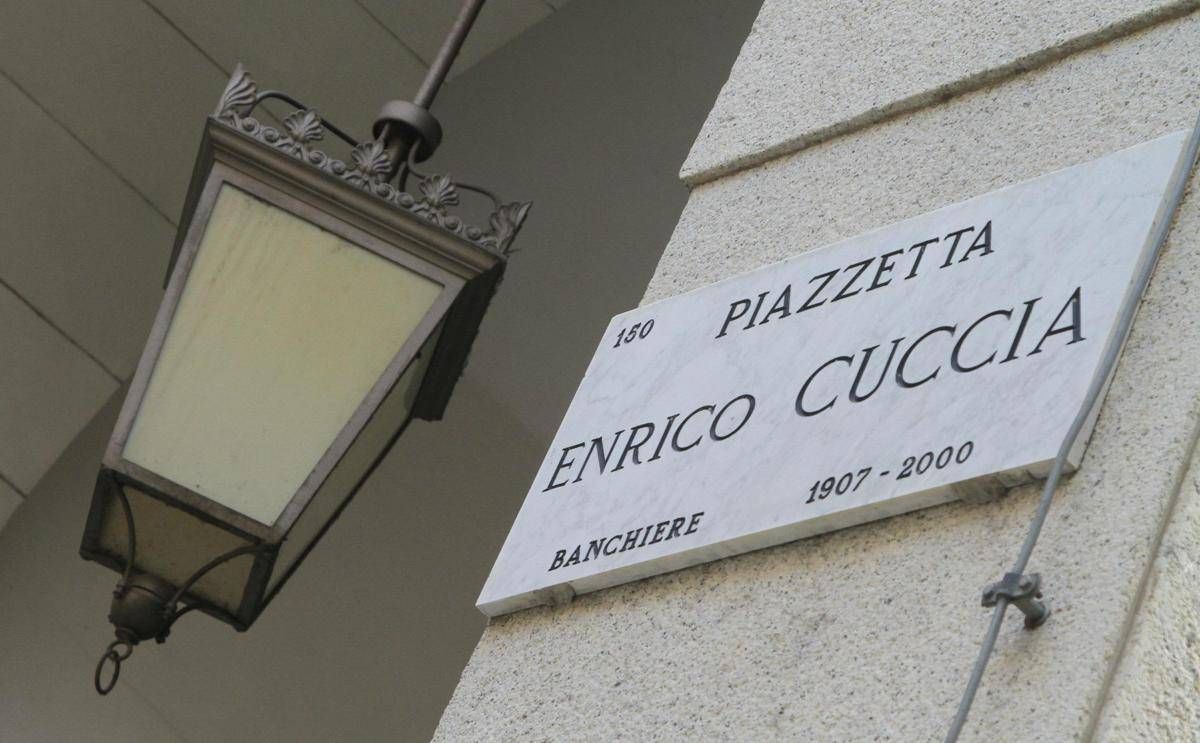 150
PIAZZETTA
ENRICO CUCCIA
BANCHIERE
1907 - 2000